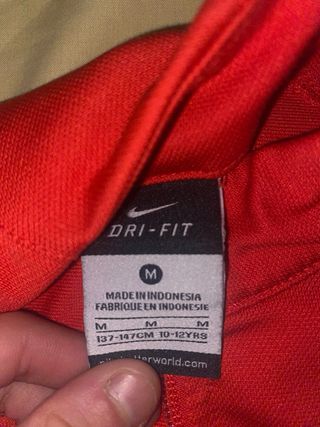 DRI-FIT
M
MADE IN INDONESIA
FABRIQUE EN INDONESIE
M M M
137-147CM 10-12YRS